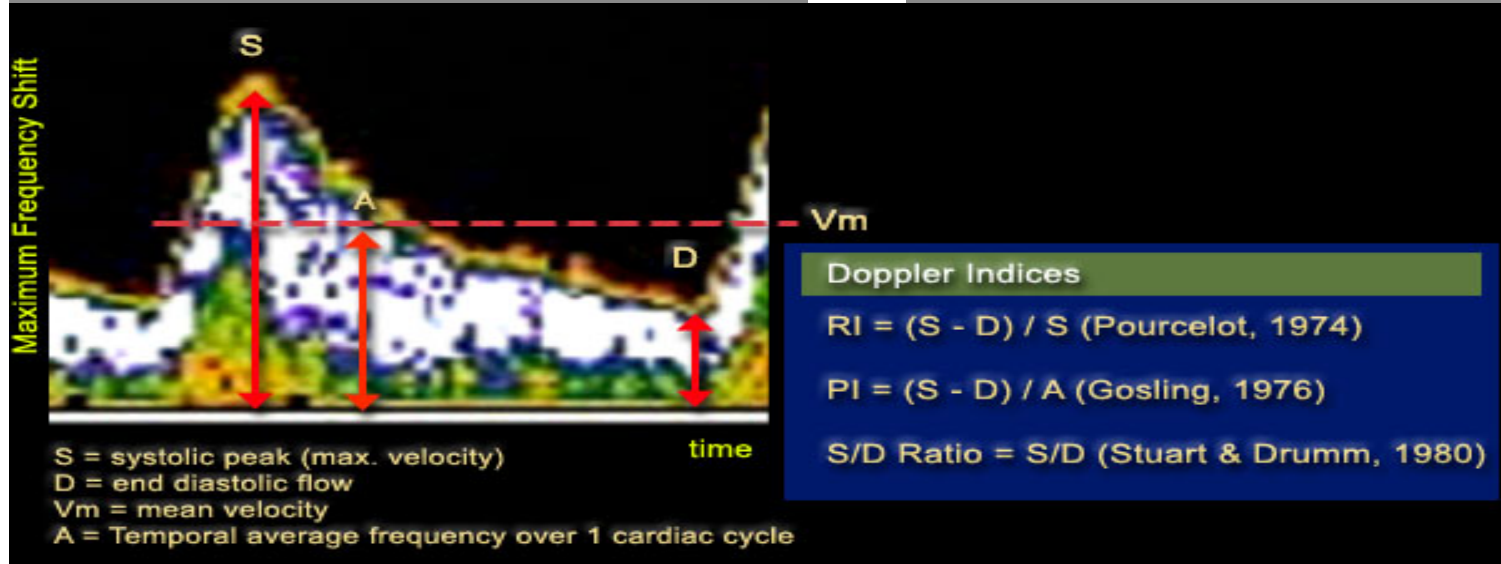 Maximum Frequency Shift
S
A
D
Vm
time
S = systolic peak (max. velocity)
D = end diastolic flow
Vm = mean velocity
A = Temporal average frequency over 1 cardiac cycle
Doppler Indices
RI = (S - D) / S (Pourcelot, 1974)
PI = (S - D) / A (Gosling, 1976)
S/D Ratio = S/D (Stuart & Drumm, 1980)